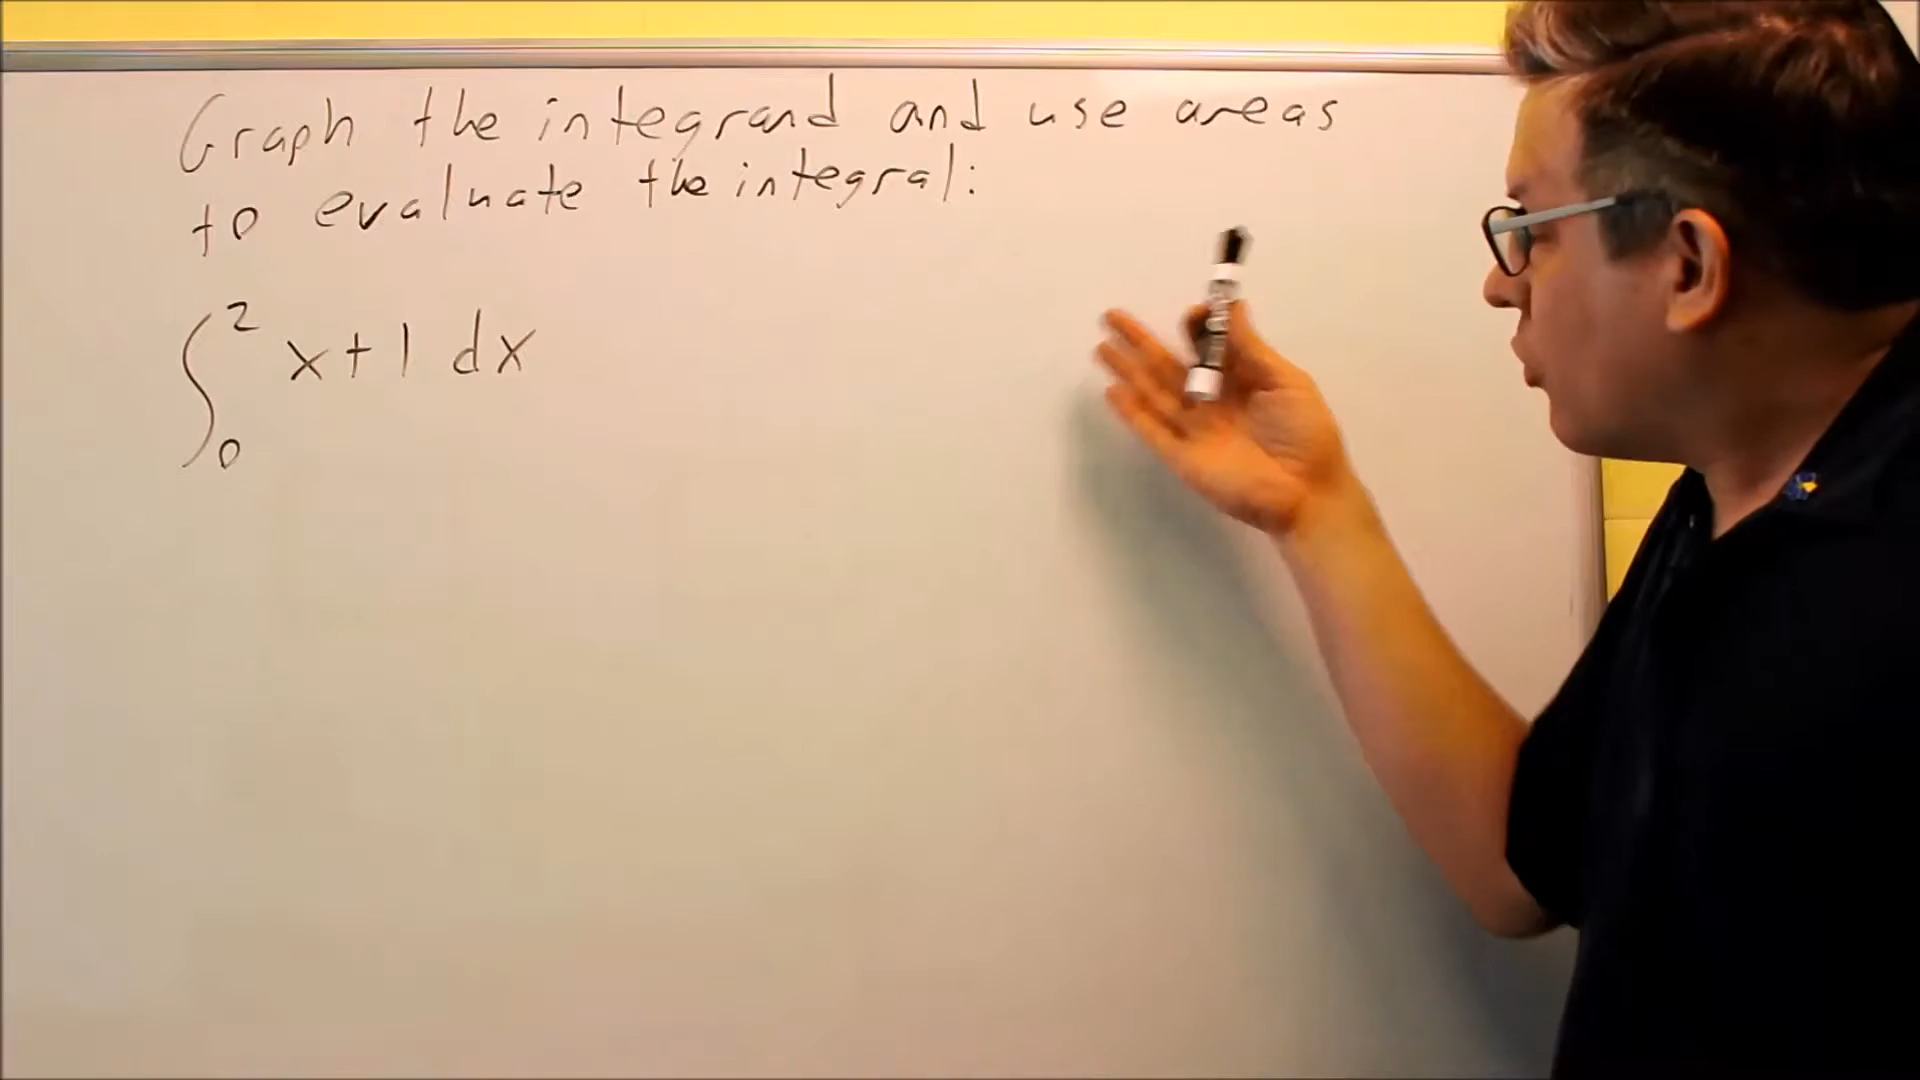 Graph the integrand and use areas
to evaluate the integral:
∫₀² x+1 dx